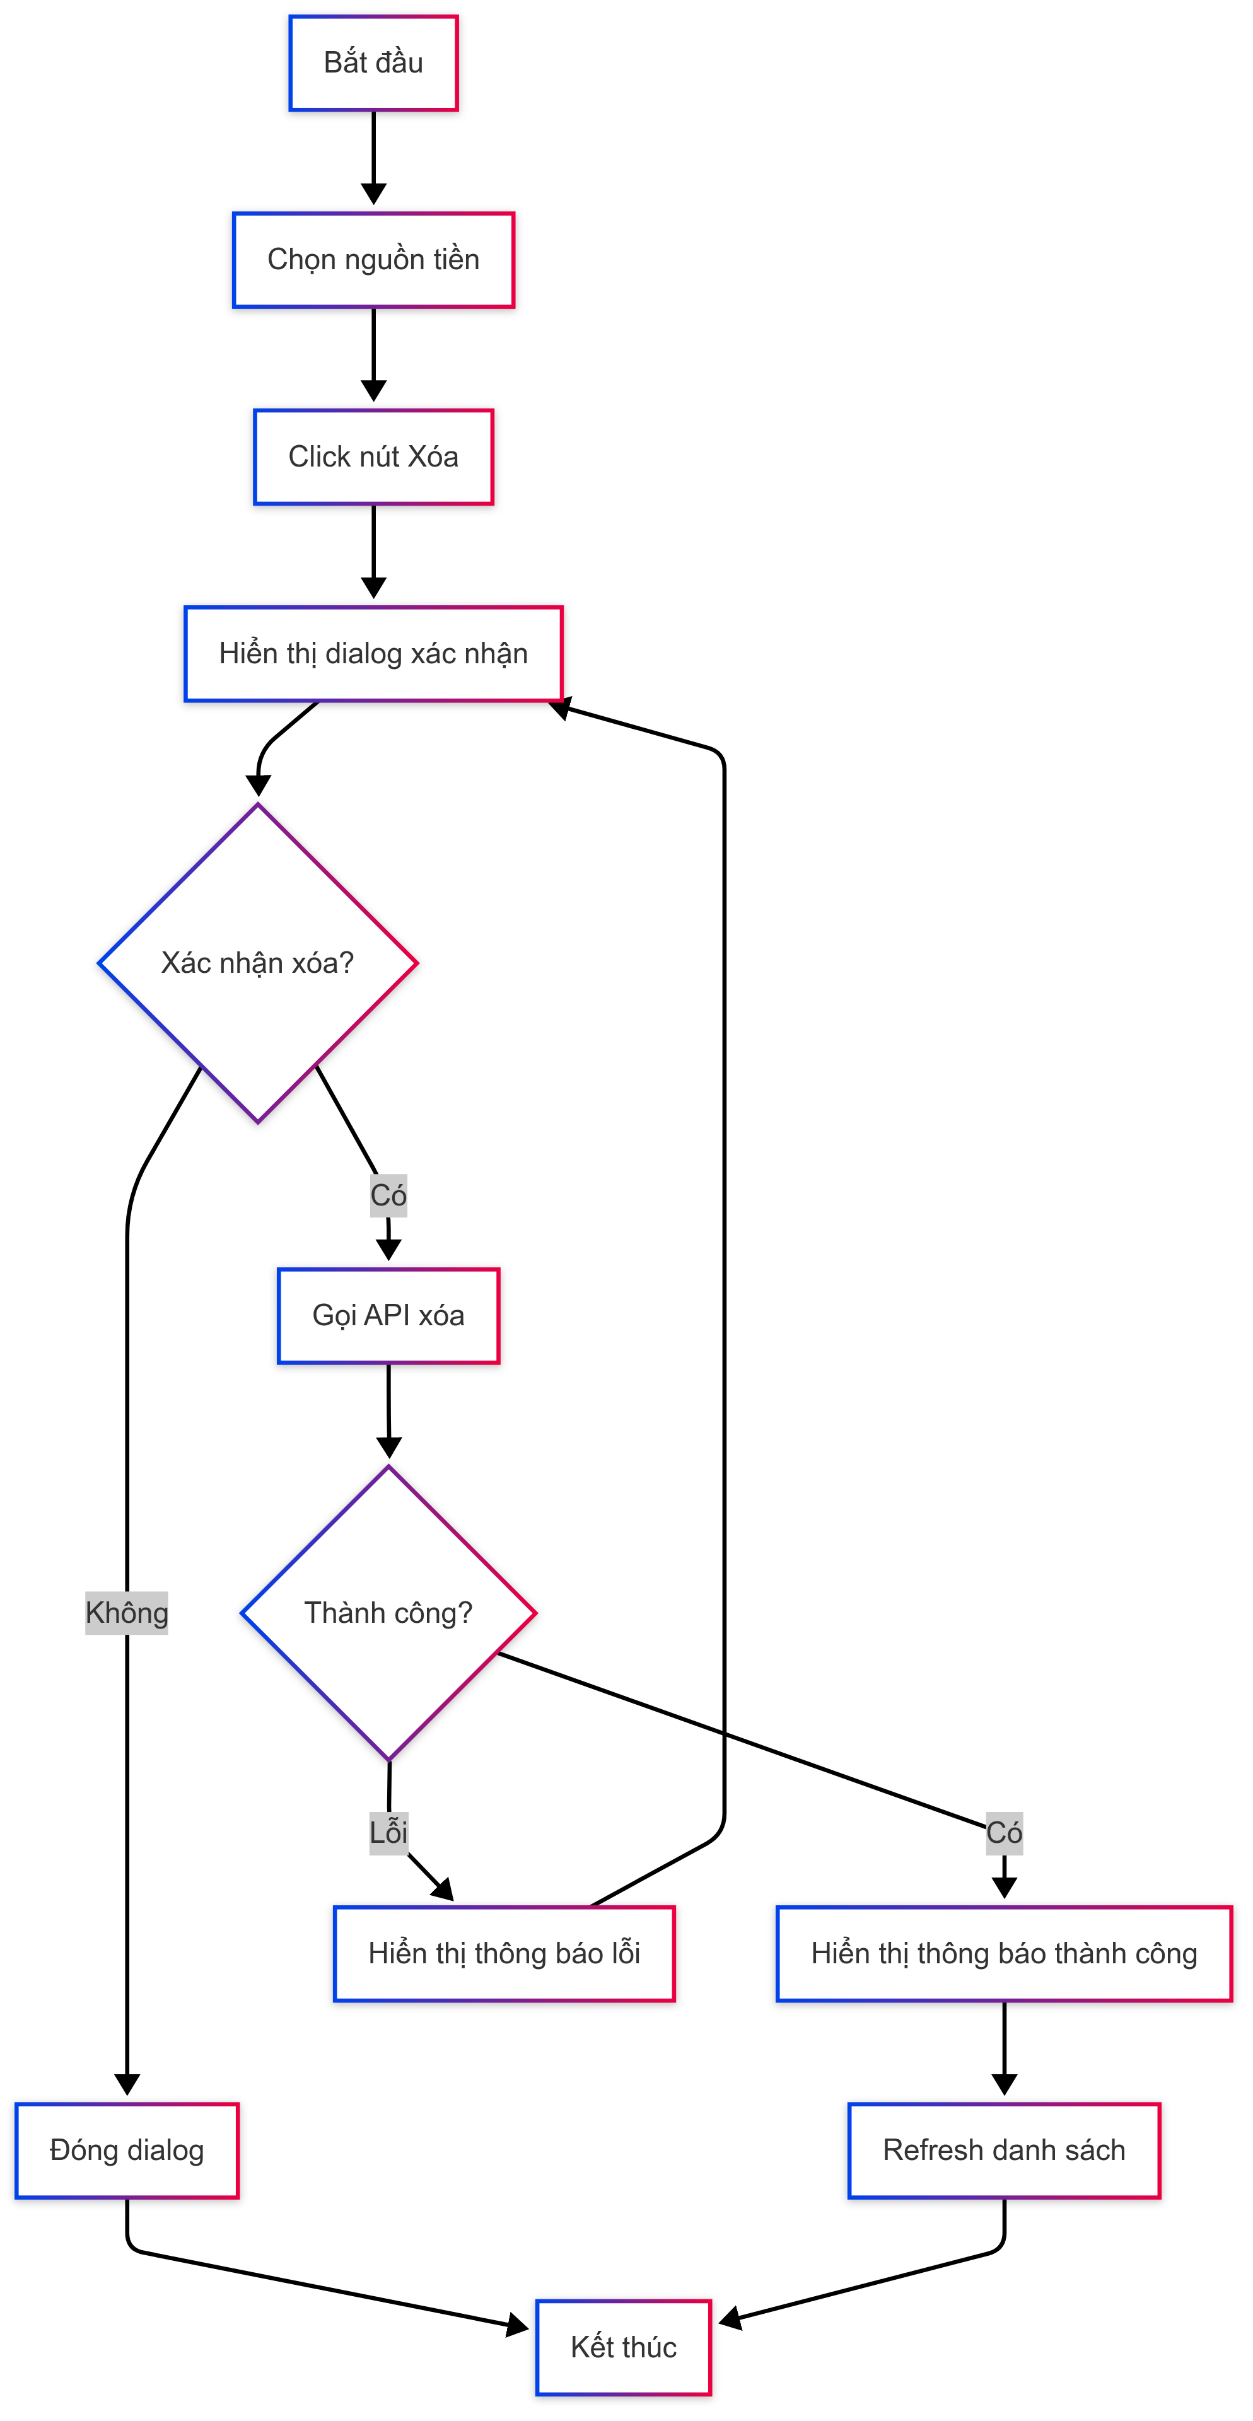 Bắt đầu
Chọn nguồn tiền
Click nút Xóa
Hiển thị dialog xác nhận
Xác nhận xóa?
Có
Gọi API xóa
Không
Thành công?
Lỗi
Có
Hiển thị thông báo lỗi
Hiển thị thông báo thành công
Đóng dialog
Refresh danh sách
Kết thúc